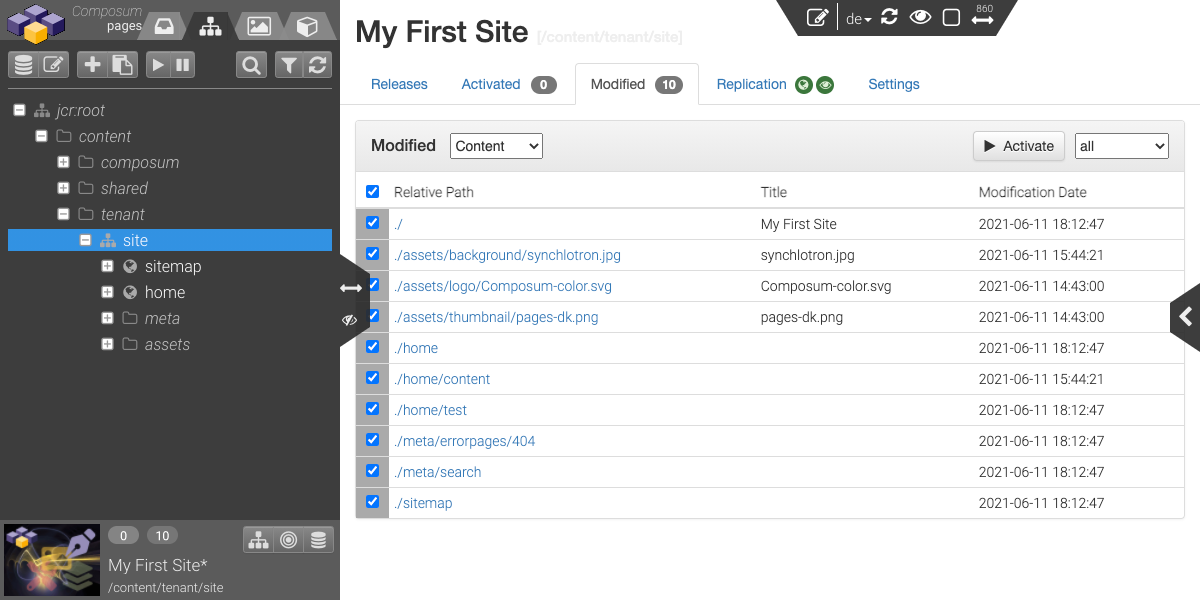 Composum
pages
jcr:root
content
composum
shared
tenant
site
sitemap
home
meta
assets
0 10
My First Site*
/content/tenant/site
de
860
My First Site [/content/tenant/site]
Releases Activated 0 Modified 10 Replication Settings
Modified Content Activate all
Relative Path Title Modification Date
./ My First Site 2021-06-11 18:12:47
./assets/background/synchlotron.jpg synchlotron.jpg 2021-06-11 15:44:21
./assets/logo/Composum-color.svg Composum-color.svg 2021-06-11 14:43:00
./assets/thumbnail/pages-dk.png pages-dk.png 2021-06-11 14:43:00
./home 2021-06-11 18:12:47
./home/content 2021-06-11 15:44:21
./home/test 2021-06-11 18:12:47
./meta/errorpages/404 2021-06-11 18:12:47
./meta/search 2021-06-11 18:12:47
./sitemap 2021-06-11 18:12:47